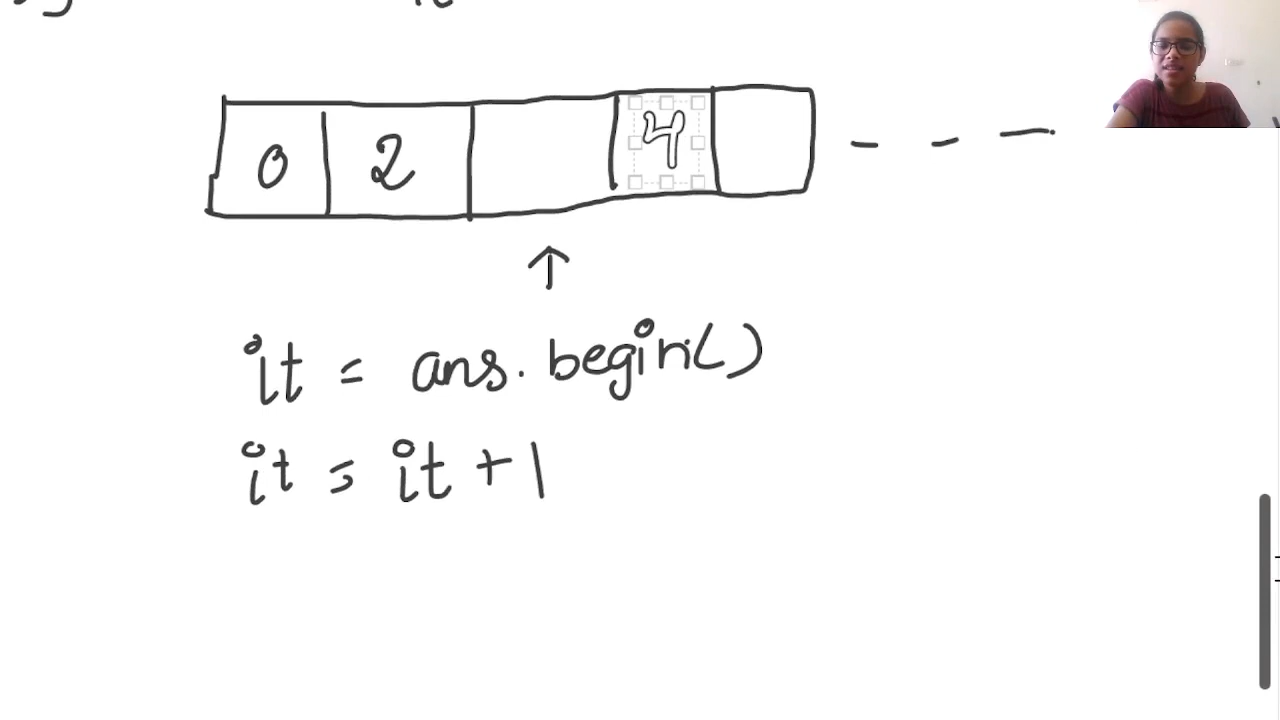 0 2 4
it = ans.begin()
it = it + 1